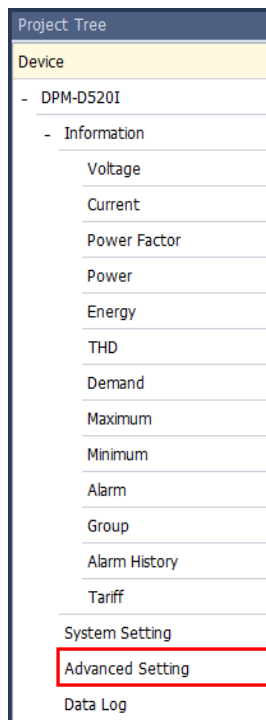 Project Tree
Device
- DPM-D520I
- Information
Voltage
Current
Power Factor
Power
Energy
THD
Demand
Maximum
Minimum
Alarm
Group
Alarm History
Tariff
System Setting
Advanced Setting
Data Log